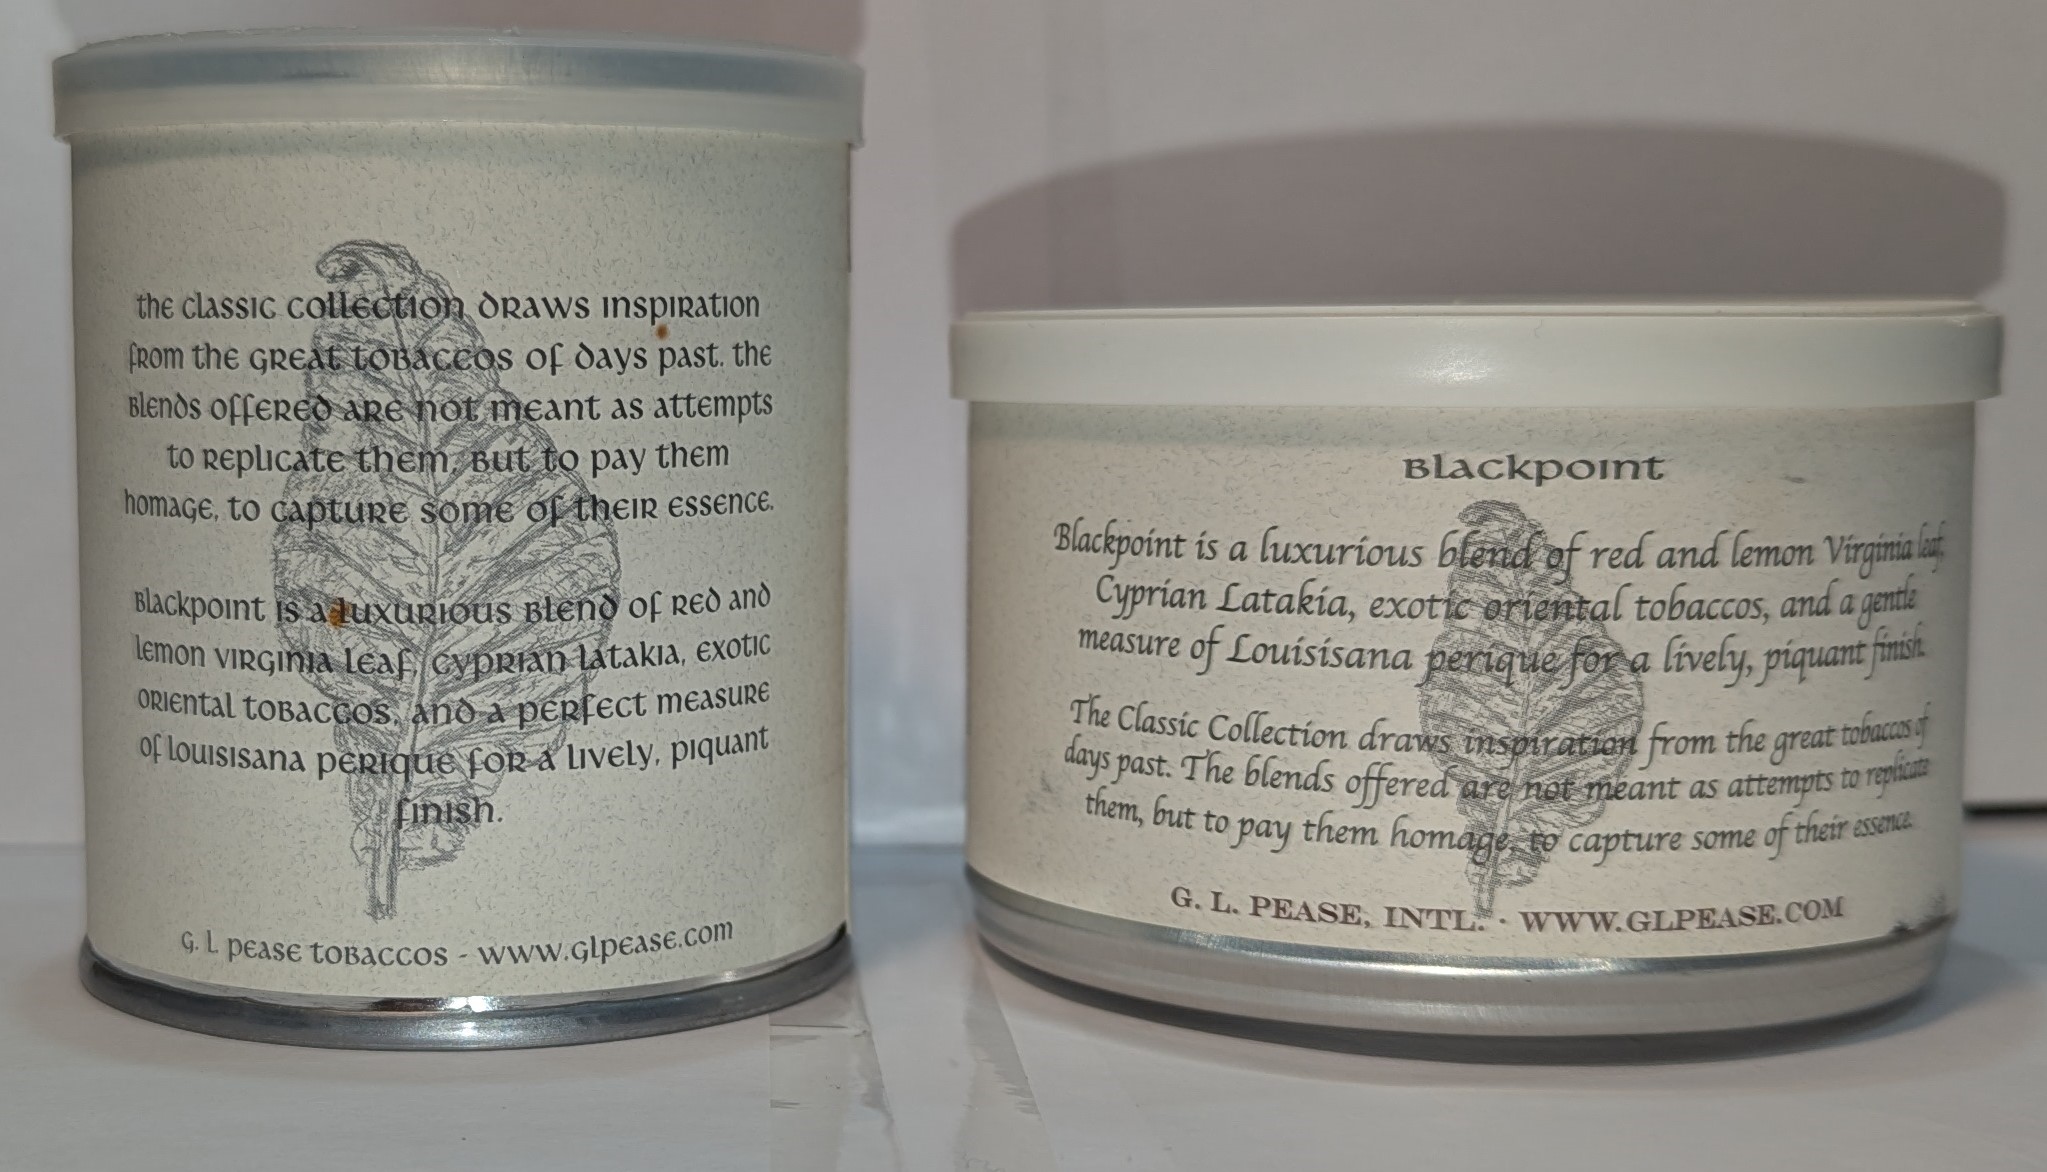 the classic collection draws inspiration
from the great tobaccos of days past. the
blends offered are not meant as attempts
to replicate them, but to pay them
homage, to capture some of their essence.
Blackpoint is a luxurious blend of red and
lemon virginia leaf, cyprian latakia, exotic
oriental tobaccos, and a perfect measure
of louisisana perique for a lively, piquant
finish.
G. L. Pease Tobaccos - www.glpease.com
Blackpoint
Blackpoint is a luxurious blend of red and lemon Virginia leaf,
Cyprian Latakia, exotic oriental tobaccos, and a gentle
measure of Louisisana perique for a lively, piquant finish.
The Classic Collection draws inspiration from the great tobaccos of
days past. The blends offered are not meant as attempts to replicate
them, but to pay them homage, to capture some of their essence.
G. L. PEASE, INTL. · WWW.GLPEASE.COM